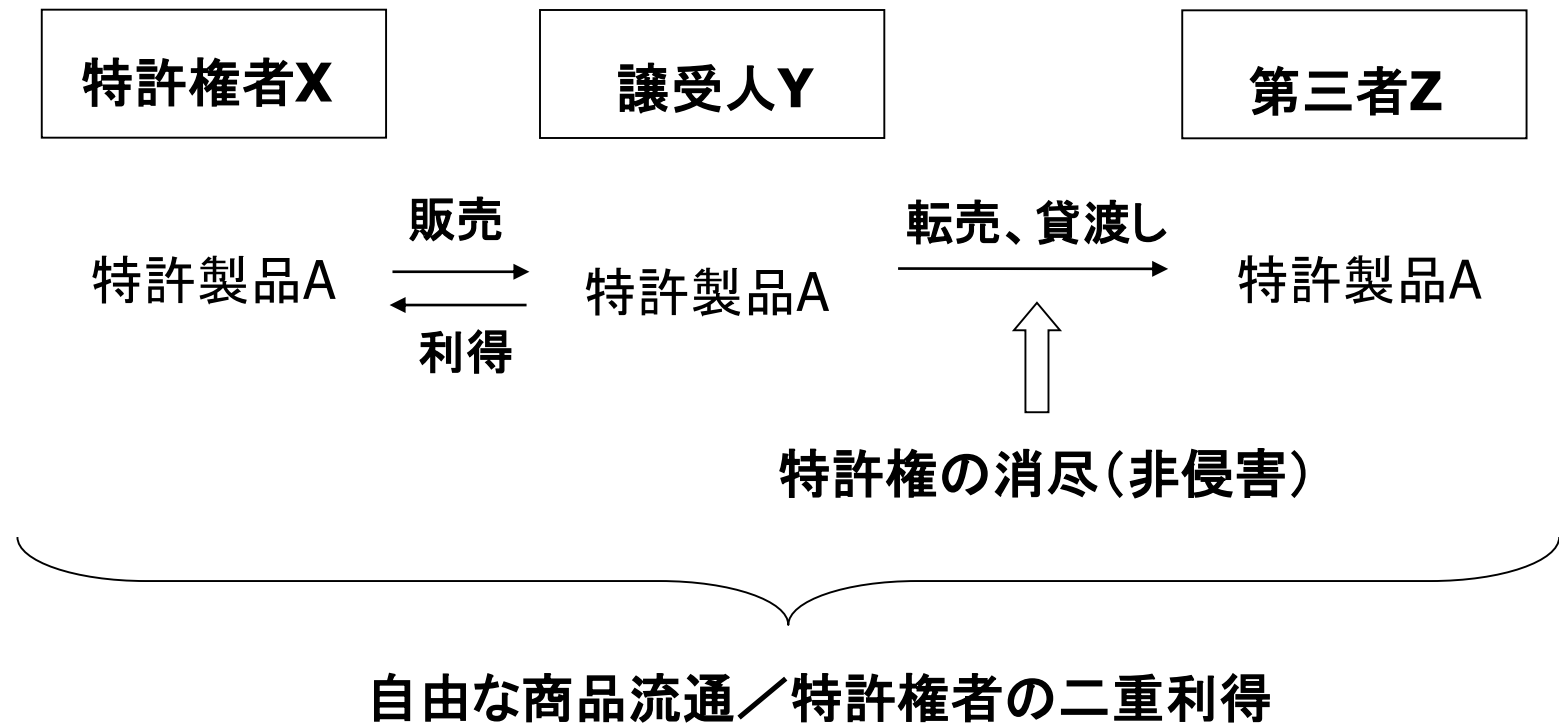 特許権者X
譲受人Y
第三者Z
販売
転売、貸渡し
特許製品A
特許製品A
特許製品A
利得
特許権の消尽（非侵害）
自由な商品流通／特許権者の二重利得